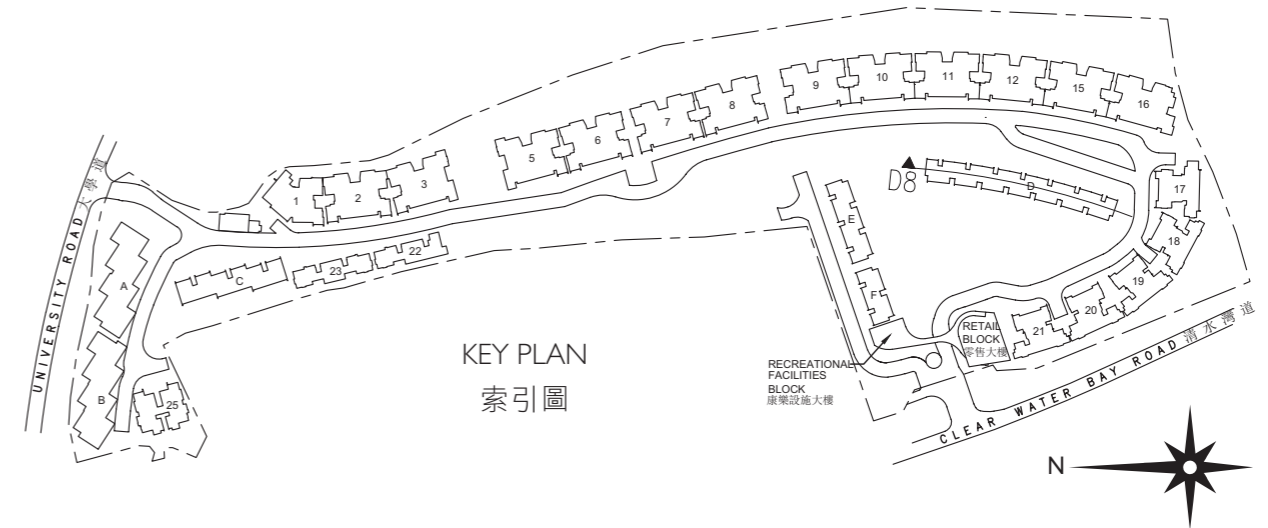 9
10
11
12
15
16
8
7
6
5
3
2
1
D8
D
17
18
19
20
21
E
F
22
23
C
A
B
25
UNIVERSITY ROAD 大學道
KEY PLAN
索引圖
RETAIL
BLOCK
零售大樓
RECREATIONAL
FACILITIES
BLOCK
康樂設施大樓
CLEAR WATER BAY ROAD 清水灣道
N